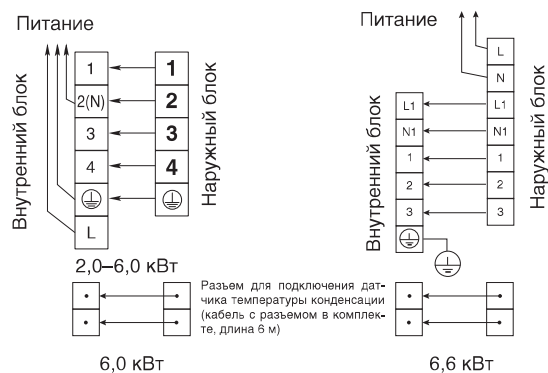 Питание
Внутренний блок
1
2(N)
3
4
L
1
2
3
4
Наружный блок
2,0–6,0 кВт
Питание
Внутренний блок
L1
N1
1
2
3
L
N
L1
N1
1
2
3
Наружный блок
Разъем для подключения дат-
чика температуры конденсации
(кабель с разъемом в комплек-
те, длина 6 м)
6,0 кВт
6,6 кВт